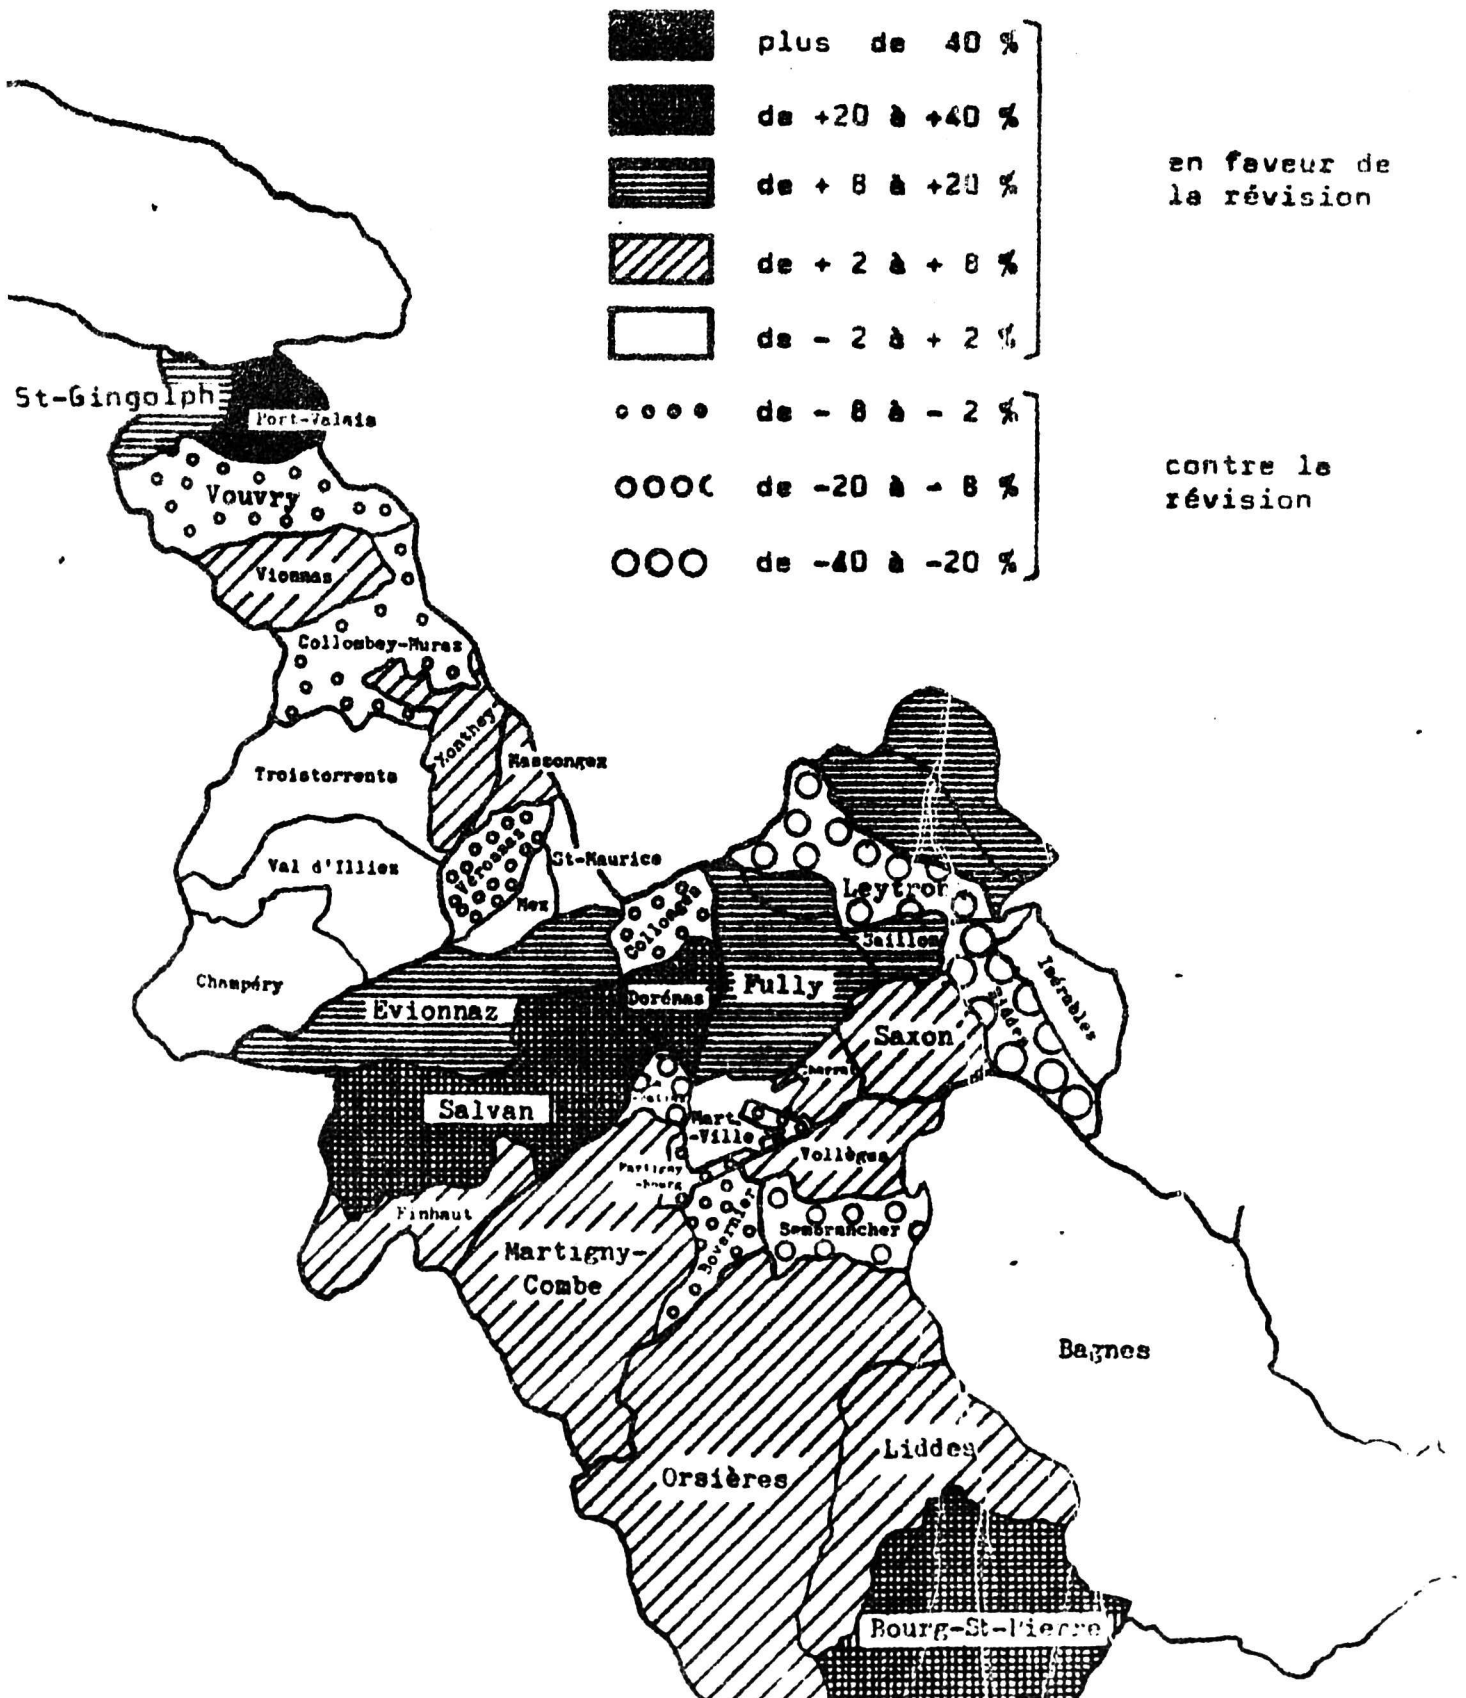 plus de 40 %
de +20 à +40 %
de + 8 à +20 %
de + 2 à + 8 %
de - 2 à + 2 %
en faveur de
la révision
de - 8 à - 2 %
de -20 à - 8 %
de -40 à -20 %
contre la
révision
St-Gingolph
Port-Valais
Vouvry
Vionnaz
Collombey-Muraz
Monthey
Massongex
Troistorrents
Val d'Illiez
Vérossaz
St-Maurice
Mex
Champéry
Evionnaz
Collonges
Dorénaz
Fully
Leytron
Saillon
Isérables
Saxon
Charrat
Salvan
Mart.
-Ville
Vollèges
Martigny
-Bourg
Finhaut
Bovernier
Sembrancher
Martigny-
Combe
Bagnes
Liddes
Orsières
Bourg-St-Pierre